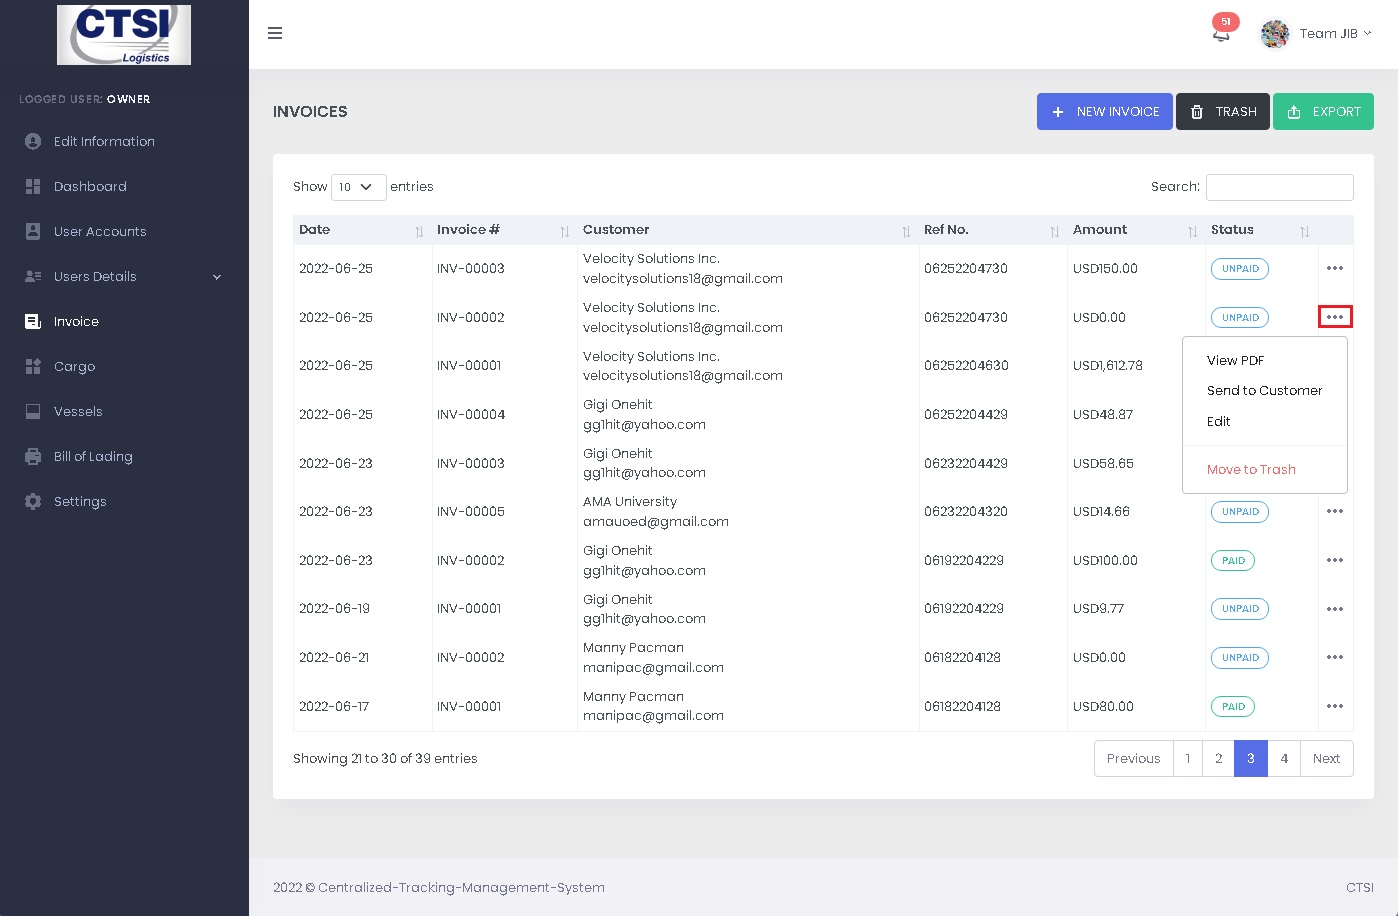 CTSI
Logistics
51
Team JIB
LOGGED USER: OWNER
Edit Information
Dashboard
User Accounts
Users Details
Invoice
Cargo
Vessels
Bill of Lading
Settings
INVOICES
NEW INVOICE
TRASH
EXPORT
Show 10 entries
Search:
Date Invoice # Customer Ref No. Amount Status
2022-06-25 INV-00003 Velocity Solutions Inc. 06252204730 USD150.00 UNPAID
velocitysolutions18@gmail.com
2022-06-25 INV-00002 Velocity Solutions Inc. 06252204730 USD0.00 UNPAID
velocitysolutions18@gmail.com
2022-06-25 INV-00001 Velocity Solutions Inc. 06252204630 USD1,612.78
velocitysolutions18@gmail.com
2022-06-25 INV-00004 Gigi Onehit 06252204429 USD48.87
gg1hit@yahoo.com
2022-06-23 INV-00003 Gigi Onehit 06232204429 USD58.65
gg1hit@yahoo.com
2022-06-23 INV-00005 AMA University 06232204320 USD14.66 UNPAID
amauoed@gmail.com
2022-06-23 INV-00002 Gigi Onehit 06192204229 USD100.00 PAID
gg1hit@yahoo.com
2022-06-19 INV-00001 Gigi Onehit 06192204229 USD9.77 UNPAID
gg1hit@yahoo.com
2022-06-21 INV-00002 Manny Pacman 06182204128 USD0.00 UNPAID
manipac@gmail.com
2022-06-17 INV-00001 Manny Pacman 06182204128 USD80.00 PAID
manipac@gmail.com
View PDF
Send to Customer
Edit
Move to Trash
Showing 21 to 30 of 39 entries
Previous 1 2 3 4 Next
2022 © Centralized-Tracking-Management-System
CTSI